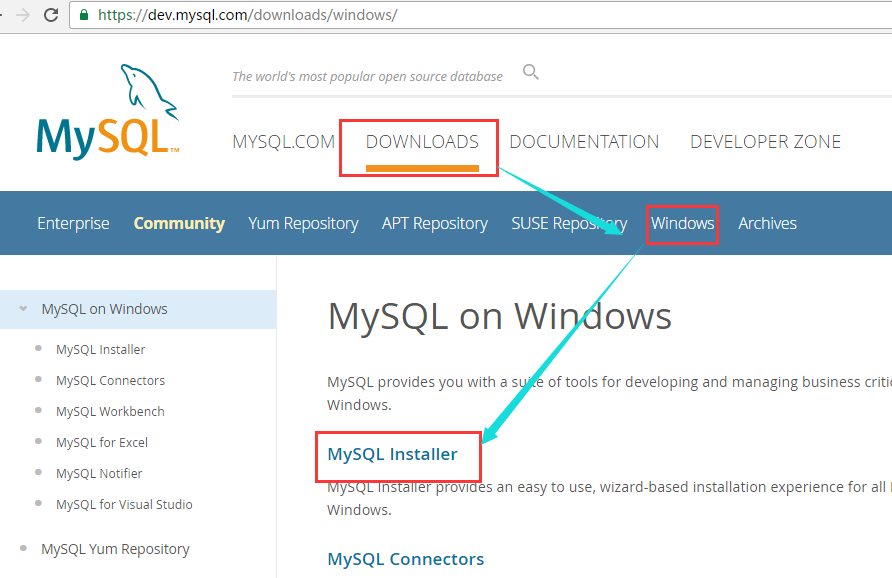 https://dev.mysql.com/downloads/windows/
The world's most popular open source database
MySQL™
MYSQL.COM DOWNLOADS DOCUMENTATION DEVELOPER ZONE
Enterprise Community Yum Repository APT Repository SUSE Repository Windows Archives
MySQL on Windows
MySQL Installer
MySQL Connectors
MySQL Workbench
MySQL for Excel
MySQL Notifier
MySQL for Visual Studio
MySQL Yum Repository
MySQL on Windows
MySQL provides you with a suite of tools for developing and managing business
Windows.
MySQL Installer
MySQL Installer provides an easy to use, wizard-based installation experience for all
Windows.
MySQL Connectors